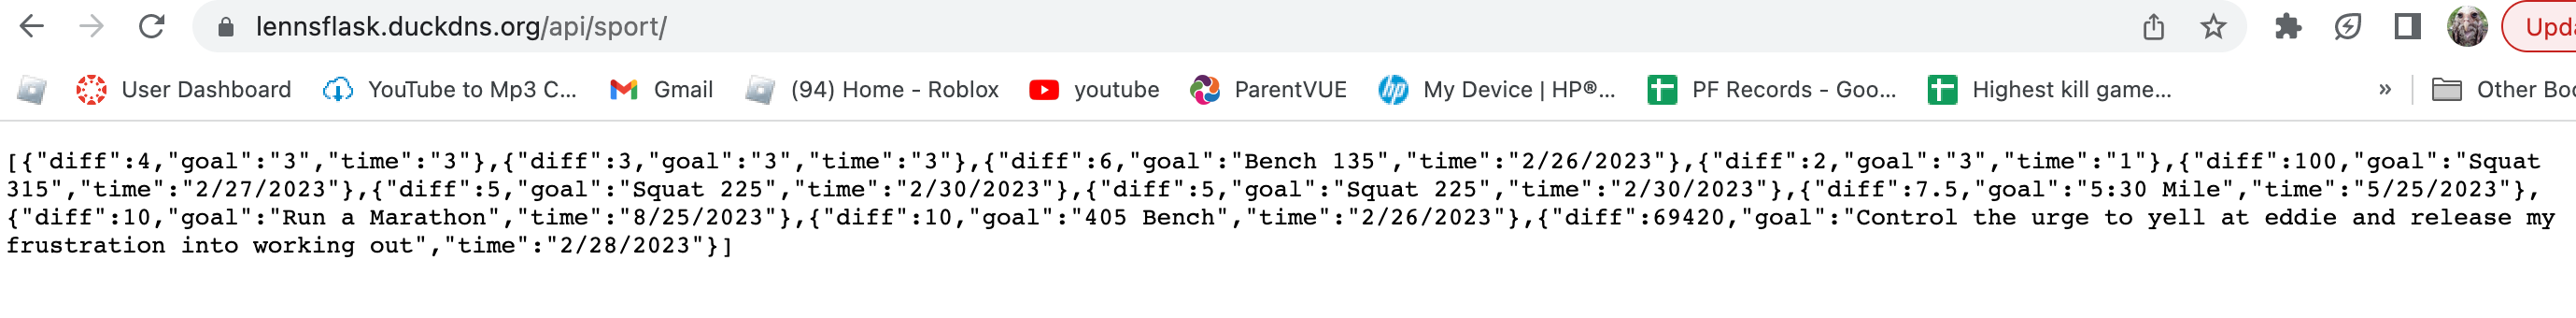 lennsflask.duckdns.org/api/sport/
Upda
User Dashboard YouTube to Mp3 C... Gmail (94) Home - Roblox youtube ParentVUE hp My Device | HP®... PF Records - Goo... Highest kill game... » Other Boo
[{"diff":4,"goal":"3","time":"3"},{"diff":3,"goal":"3","time":"3"},{"diff":6,"goal":"Bench 135","time":"2/26/2023"},{"diff":2,"goal":"3","time":"1"},{"diff":100,"goal":"Squat
315","time":"2/27/2023"},{"diff":5,"goal":"Squat 225","time":"2/30/2023"},{"diff":5,"goal":"Squat 225","time":"2/30/2023"},{"diff":7.5,"goal":"5:30 Mile","time":"5/25/2023"},
{"diff":10,"goal":"Run a Marathon","time":"8/25/2023"},{"diff":10,"goal":"405 Bench","time":"2/26/2023"},{"diff":69420,"goal":"Control the urge to yell at eddie and release my
frustration into working out","time":"2/28/2023"}]